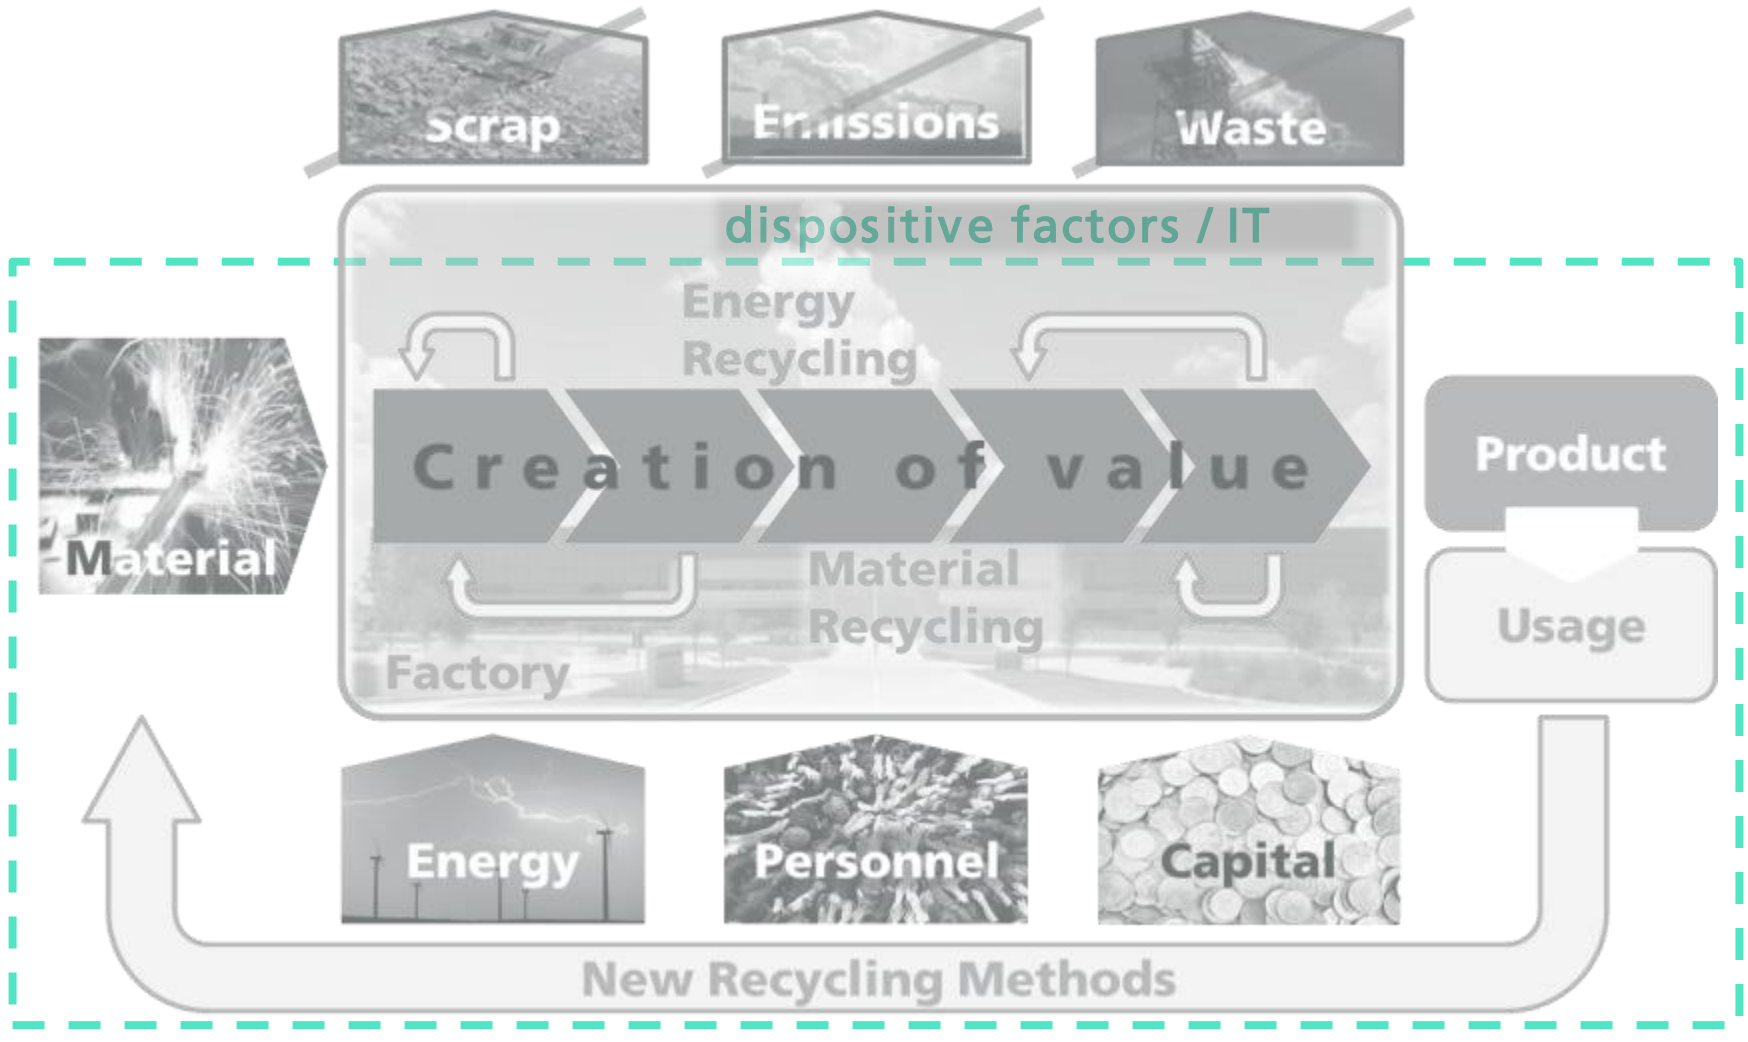 Scrap
Emissions
Waste
dispositive factors / IT
Energy
Recycling
Creation of value
Material
Product
Material
Recycling
Usage
Factory
Energy
Personnel
Capital
New Recycling Methods